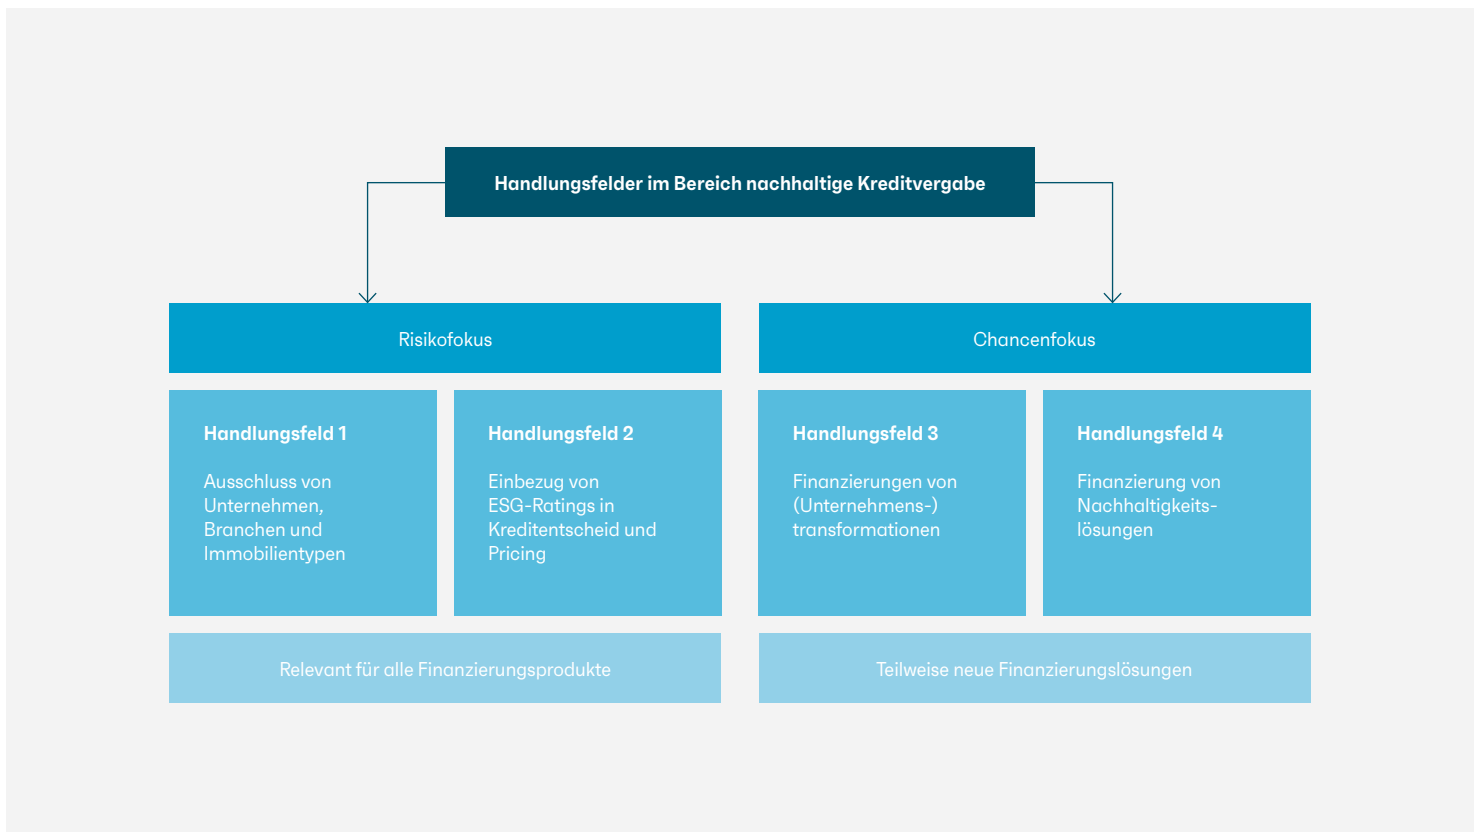 Handlungsfelder im Bereich nachhaltige Kreditvergabe
Risikofokus
Chancenfokus
Handlungsfeld 1
Ausschluss von
Unternehmen,
Branchen und
Immobilientypen
Handlungsfeld 2
Einbezug von
ESG-Ratings in
Kreditentscheid und
Pricing
Handlungsfeld 3
Finanzierungen von
(Unternehmens-)
transformationen
Handlungsfeld 4
Finanzierung von
Nachhaltigkeits-
lösungen
Relevant für alle Finanzierungsprodukte
Teilweise neue Finanzierungslösungen